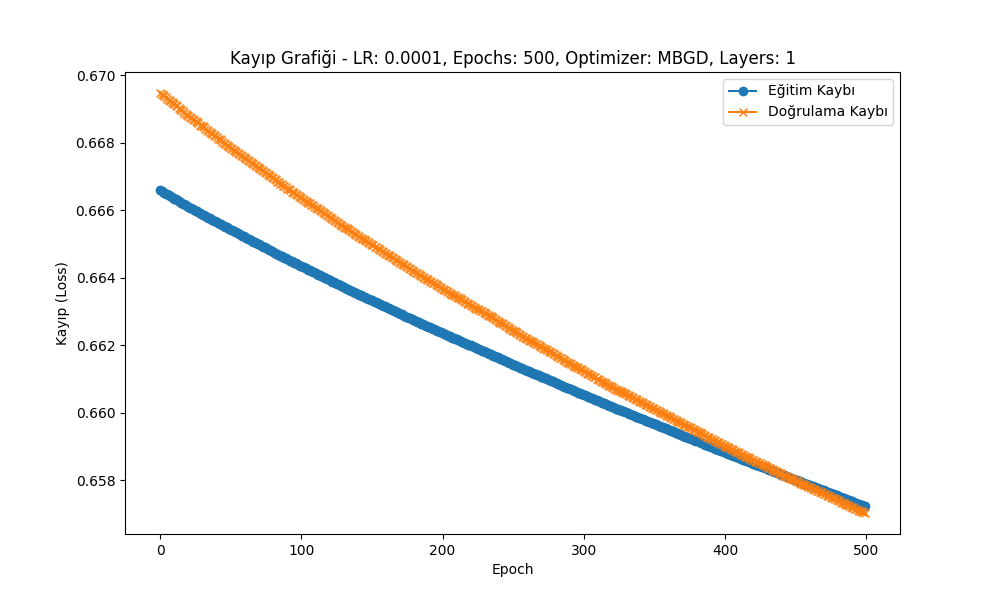 Kayıp Grafiği - LR: 0.0001, Epochs: 500, Optimizer: MBGD, Layers: 1
Eğitim Kaybı
Doğrulama Kaybı
Kayıp (Loss)
0.670
0.668
0.666
0.664
0.662
0.660
0.658
0 100 200 300 400 500
Epoch